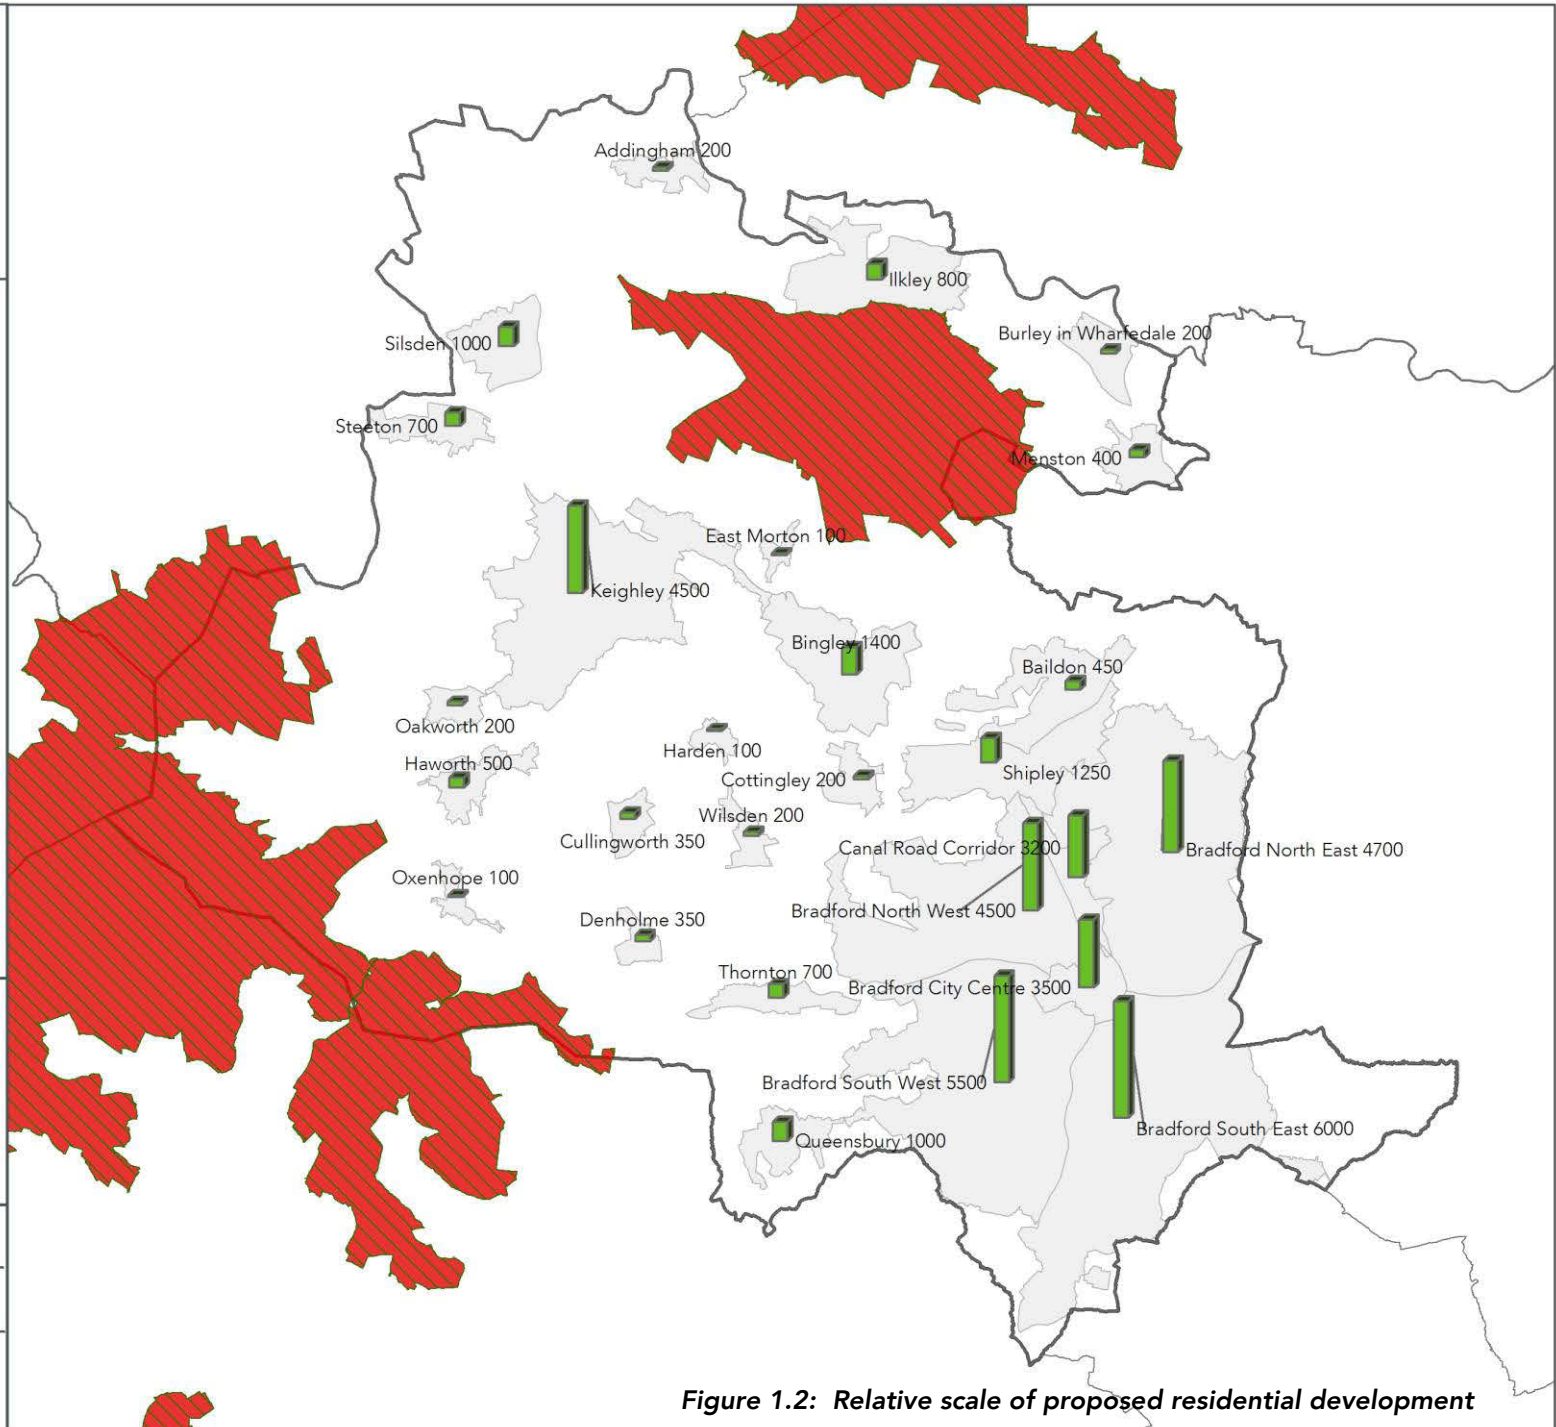 Addingham 200
Ilkley 800
Burley in Wharfedale 200
Silsden 1000
Steeton 700
Menston 400
East Morton 100
Keighley 4500
Bingley 1400
Baildon 450
Oakworth 200
Harden 100
Haworth 500
Shipley 1250
Cottingley 200
Wilsden 200
Cullingworth 350
Canal Road Corridor 3200
Bradford North East 4700
Oxenhope 100
Bradford North West 4500
Denholme 350
Thornton 700
Bradford City Centre 3500
Bradford South West 5500
Bradford South East 6000
Queensbury 1000
Figure 1.2: Relative scale of proposed residential development